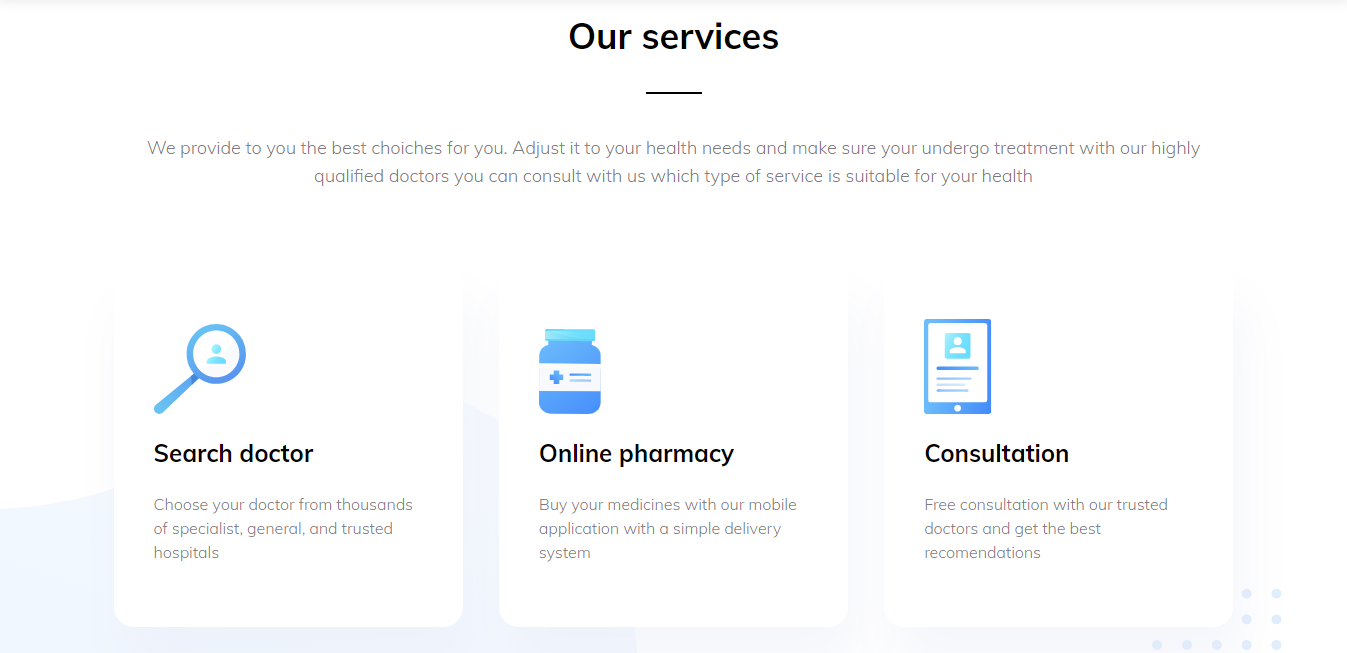 Our services
We provide to you the best choiches for you. Adjust it to your health needs and make sure your undergo treatment with our highly
qualified doctors you can consult with us which type of service is suitable for your health
Search doctor
Choose your doctor from thousands
of specialist, general, and trusted
hospitals
Online pharmacy
Buy your medicines with our mobile
application with a simple delivery
system
Consultation
Free consultation with our trusted
doctors and get the best
recomendations